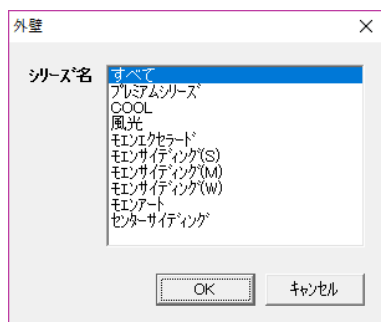 外壁
シリーズ名
すべて
プレミアムシリーズ
COOL
風光
モエンエクセラード
モエンサイディング(S)
モエンサイディング(M)
モエンサイディング(W)
モエンアート
センターサイディング
OK
キャンセル